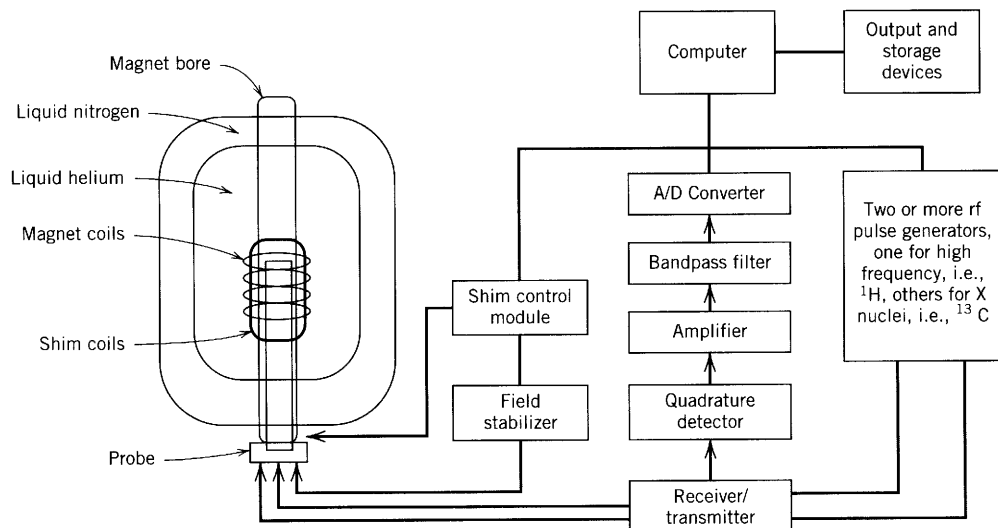 Magnet bore
Liquid nitrogen
Liquid helium
Magnet coils
Shim coils
Probe
Computer
Output and
storage
devices
A/D Converter
Bandpass filter
Amplifier
Quadrature
detector
Receiver/
transmitter
Shim control
module
Field
stabilizer
Two or more rf
pulse generators,
one for high
frequency, i.e.,
¹H, others for X
nuclei, i.e., ¹³ C